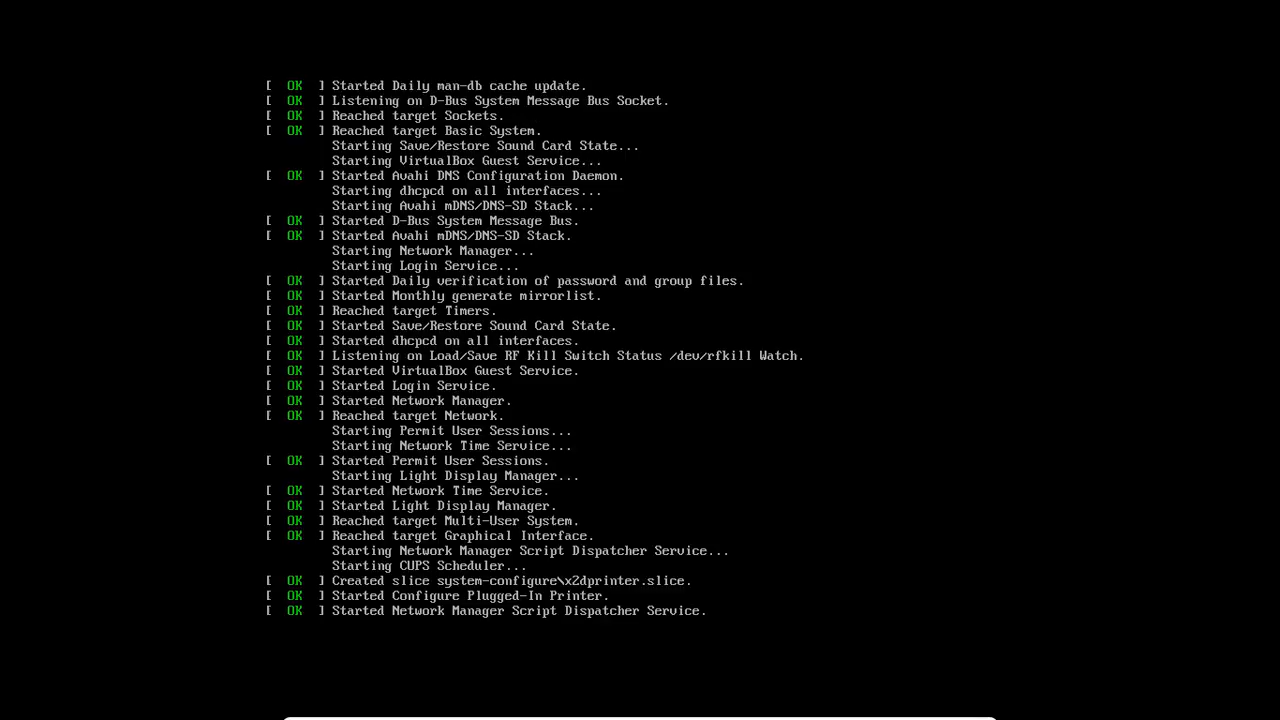 [  OK  ] Started Daily man-db cache update.
[  OK  ] Listening on D-Bus System Message Bus Socket.
[  OK  ] Reached target Sockets.
[  OK  ] Reached target Basic System.
Starting Save/Restore Sound Card State...
Starting VirtualBox Guest Service...
[  OK  ] Started Avahi DNS Configuration Daemon.
Starting dhcpcd on all interfaces...
Starting Avahi mDNS/DNS-SD Stack...
[  OK  ] Started D-Bus System Message Bus.
[  OK  ] Started Avahi mDNS/DNS-SD Stack.
Starting Network Manager...
Starting Login Service...
[  OK  ] Started Daily verification of password and group files.
[  OK  ] Started Monthly generate mirrorlist.
[  OK  ] Reached target Timers.
[  OK  ] Started Save/Restore Sound Card State.
[  OK  ] Started dhcpcd on all interfaces.
[  OK  ] Listening on Load/Save RF Kill Switch Status /dev/rfkill Watch.
[  OK  ] Started VirtualBox Guest Service.
[  OK  ] Started Login Service.
[  OK  ] Started Network Manager.
[  OK  ] Reached target Network.
Starting Permit User Sessions...
Starting Network Time Service...
[  OK  ] Started Permit User Sessions.
Starting Light Display Manager...
[  OK  ] Started Network Time Service.
[  OK  ] Started Light Display Manager.
[  OK  ] Reached target Multi-User System.
[  OK  ] Reached target Graphical Interface.
Starting Network Manager Script Dispatcher Service...
Starting CUPS Scheduler...
[  OK  ] Created slice system-configure\x2dprinter.slice.
[  OK  ] Started Configure Plugged-In Printer.
[  OK  ] Started Network Manager Script Dispatcher Service.